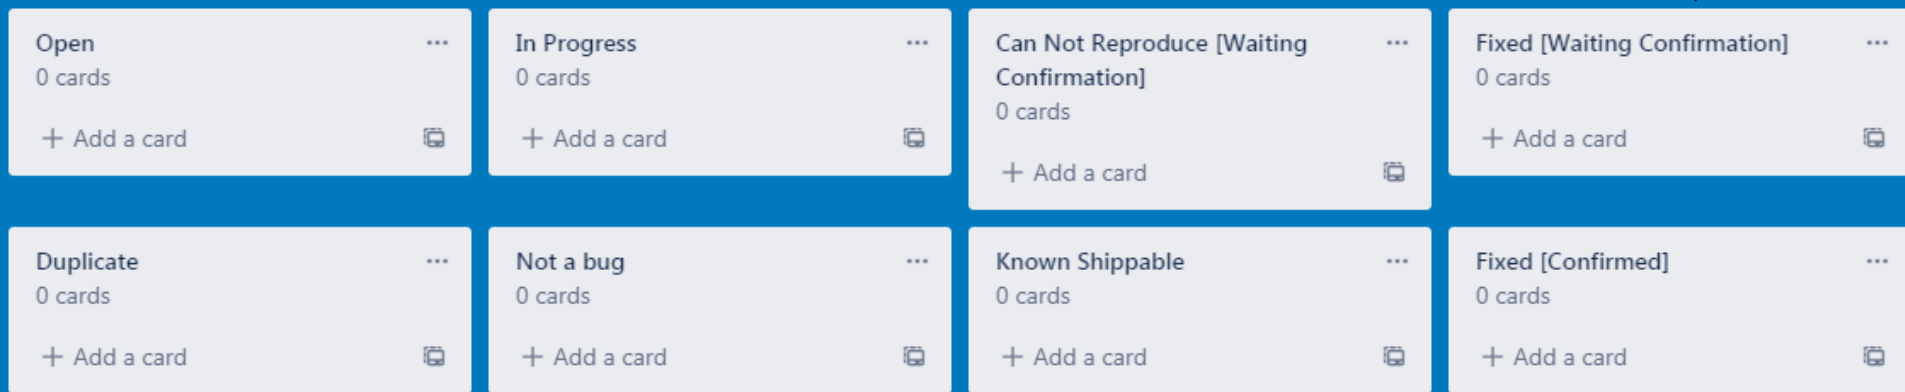 Open
0 cards
Add a card
In Progress
0 cards
Add a card
Can Not Reproduce [Waiting
Confirmation]
0 cards
Add a card
Fixed [Waiting Confirmation]
0 cards
Add a card
Duplicate
0 cards
Add a card
Not a bug
0 cards
Add a card
Known Shippable
0 cards
Add a card
Fixed [Confirmed]
0 cards
Add a card